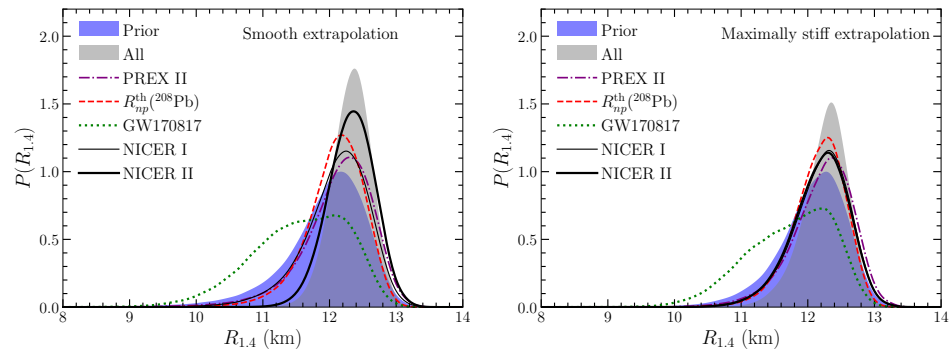 Smooth extrapolation
Prior
All
PREX II
R_{np}^{th}(^{208}Pb)
GW170817
NICER I
NICER II
P(R_{1.4})
2.0
1.5
1.0
0.5
0.0
8 9 10 11 12 13 14
R_{1.4} (km)
Maximally stiff extrapolation
Prior
All
PREX II
R_{np}^{th}(^{208}Pb)
GW170817
NICER I
NICER II
P(R_{1.4})
2.0
1.5
1.0
0.5
0.0
8 9 10 11 12 13 14
R_{1.4} (km)